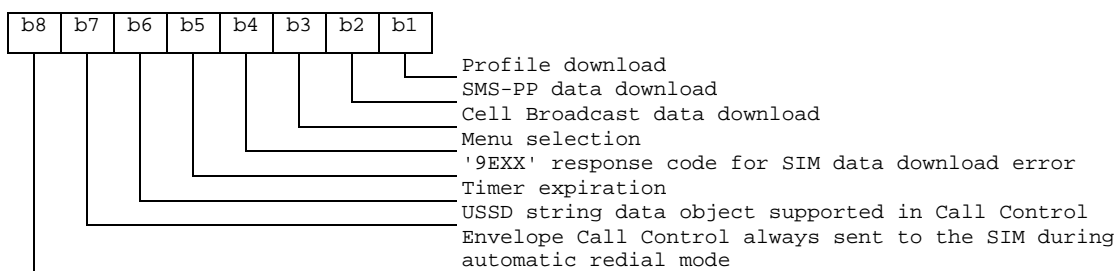 b8 b7 b6 b5 b4 b3 b2 b1
Profile download
SMS-PP data download
Cell Broadcast data download
Menu selection
'9EXX' response code for SIM data download error
Timer expiration
USSD string data object supported in Call Control
Envelope Call Control always sent to the SIM during
automatic redial mode